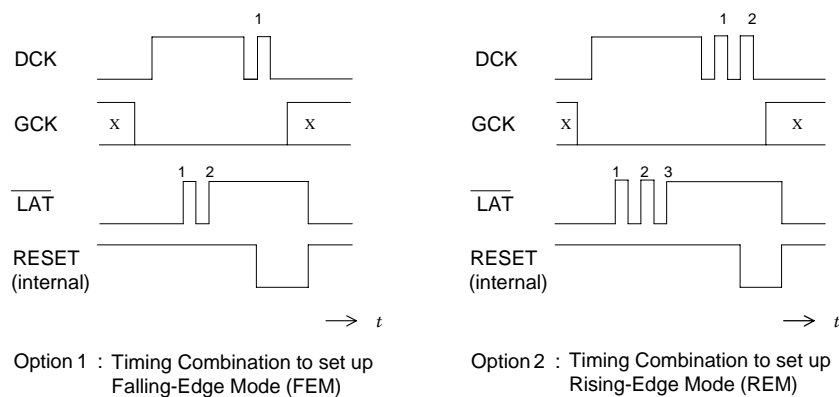 1
DCK
GCK
X
X
1 2
LAT
RESET
(internal)
t
Option 1 : Timing Combination to set up
Falling-Edge Mode (FEM)
1 2
DCK
GCK
X
X
1 2 3
LAT
RESET
(internal)
t
Option 2 : Timing Combination to set up
Rising-Edge Mode (REM)